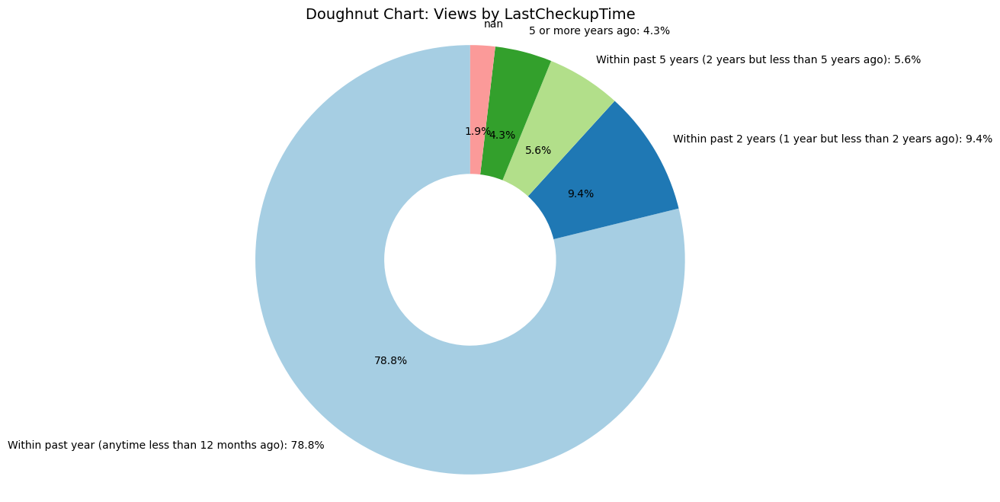 Doughnut Chart: Views by LastCheckupTime
nan
5 or more years ago: 4.3%
Within past 5 years (2 years but less than 5 years ago): 5.6%
Within past 2 years (1 year but less than 2 years ago): 9.4%
1.9%
4.3%
5.6%
9.4%
78.8%
Within past year (anytime less than 12 months ago): 78.8%